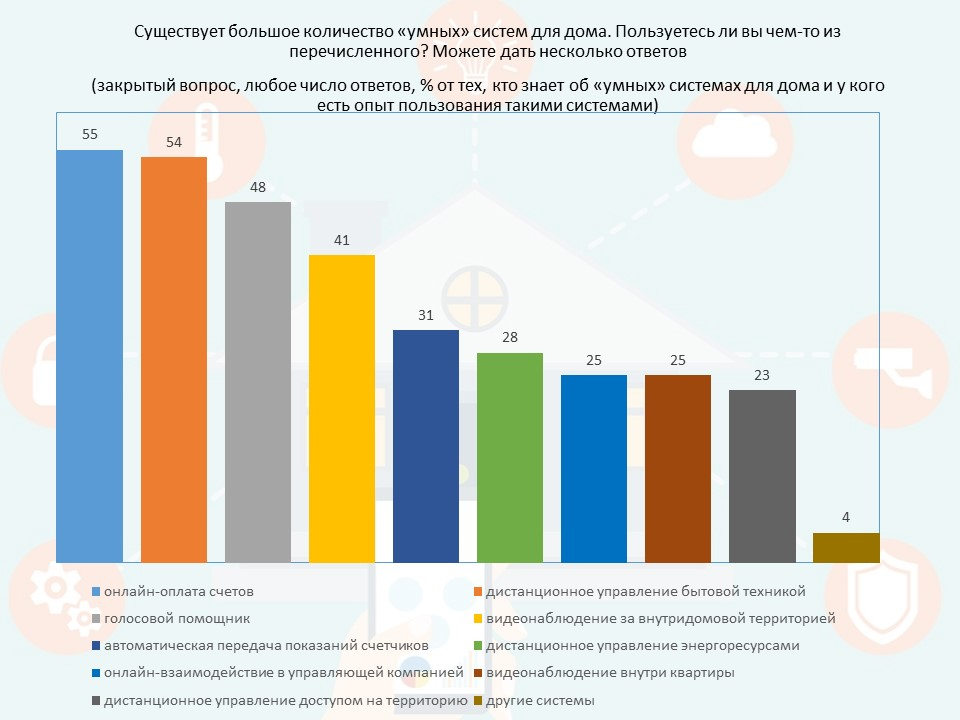 Существует большое количество «умных» систем для дома. Пользуетесь ли вы чем-то из
перечисленного? Можете дать несколько ответов
(закрытый вопрос, любое число ответов, % от тех, кто знает об «умных» системах для дома и у кого
есть опыт пользования такими системами)
55
54
48
41
31
28
25
25
23
4
онлайн-оплата счетов
дистанционное управление бытовой техникой
голосовой помощник
видеонаблюдение за внутридомовой территорией
автоматическая передача показаний счетчиков
дистанционное управление энергоресурсами
онлайн-взаимодействие в управляющей компанией
видеонаблюдение внутри квартиры
дистанционное управление доступом на территорию
другие системы